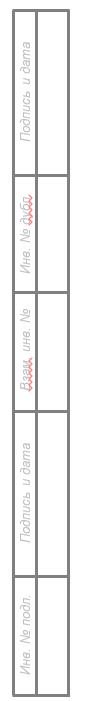 Подпись и дата
Инв. № дубл
Взам. инв. №
Подпись и дата
Инв. № подл.